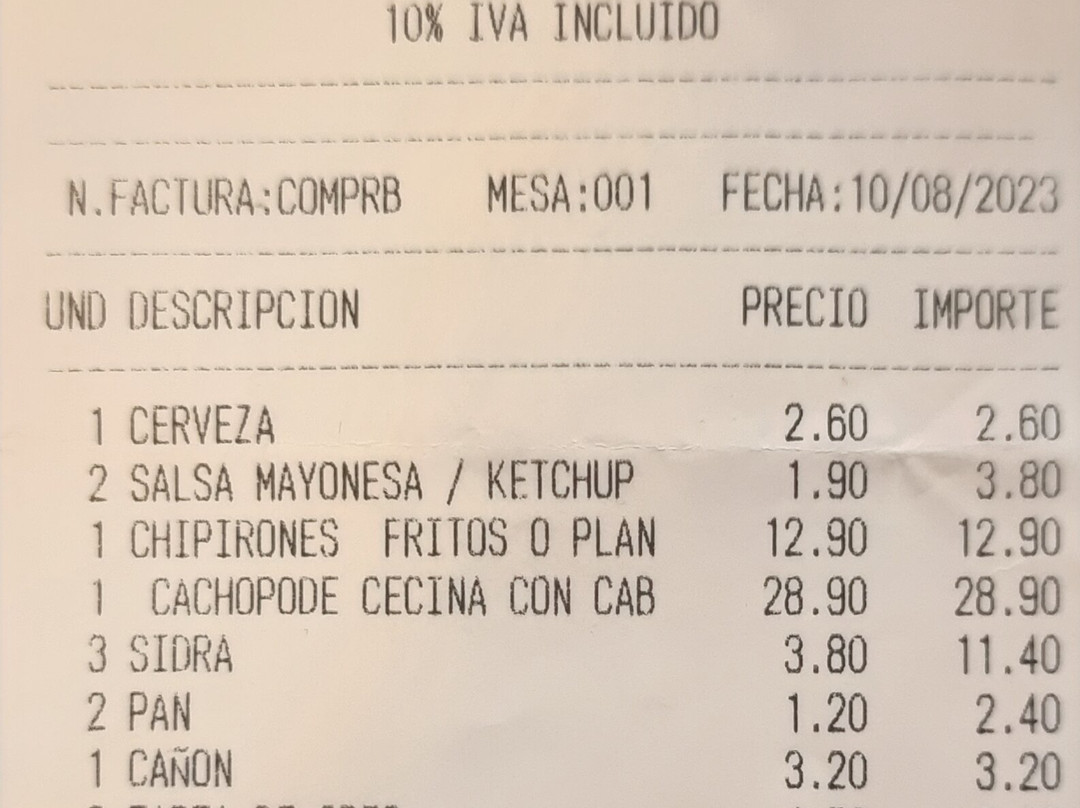 10% IVA INCLUIDO
N.FACTURA:COMPRB MESA:001 FECHA:10/08/2023
UND DESCRIPCION PRECIO IMPORTE
1 CERVEZA 2.60 2.60
2 SALSA MAYONESA / KETCHUP 1.90 3.80
1 CHIPIRONES FRITOS O PLAN 12.90 12.90
1 CACHOPODE CECINA CON CAB 28.90 28.90
3 SIDRA 3.80 11.40
2 PAN 1.20 2.40
1 CAÑON 3.20 3.20